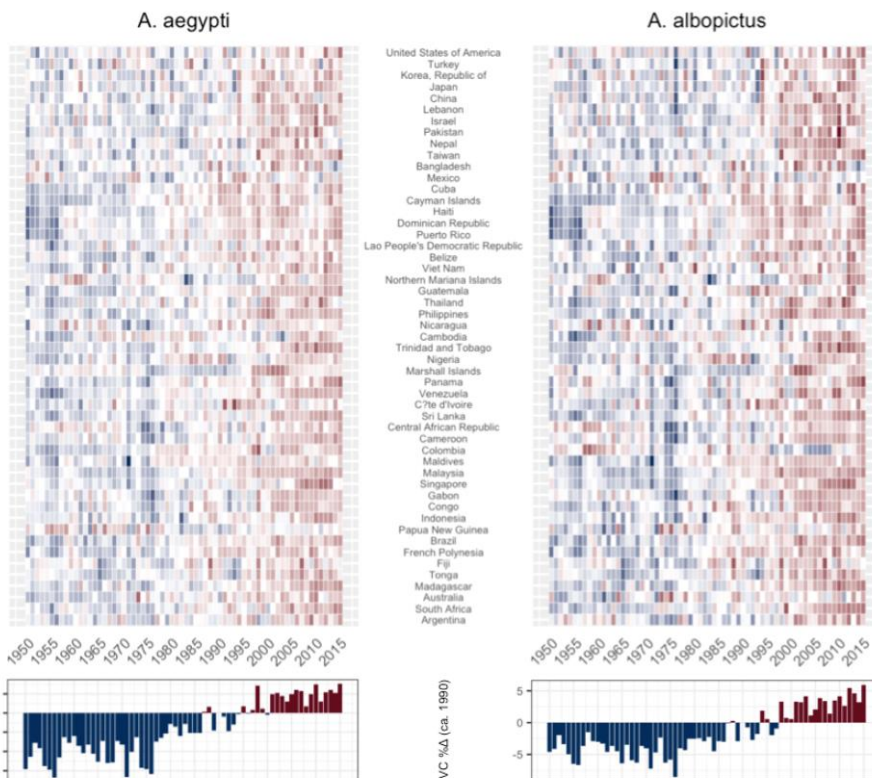 A. aegypti
A. albopictus
United States of America
Turkey
Korea, Republic of
Japan
China
Lebanon
Israel
Pakistan
Nepal
Taiwan
Bangladesh
Mexico
Cuba
Cayman Islands
Haiti
Dominican Republic
Puerto Rico
Lao People's Democratic Republic
Belize
Viet Nam
Northern Mariana Islands
Guatemala
Thailand
Philippines
Nicaragua
Cambodia
Trinidad and Tobago
Nigeria
Marshall Islands
Panama
Venezuela
C?te d'Ivoire
Sri Lanka
Central African Republic
Cameroon
Colombia
Maldives
Malaysia
Singapore
Gabon
Congo
Indonesia
Papua New Guinea
Brazil
French Polynesia
Fiji
Tonga
Madagascar
Australia
South Africa
Argentina
1950 1955 1960 1965 1970 1975 1980 1985 1990 1995 2000 2005 2010 2015
1950 1955 1960 1965 1970 1975 1980 1985 1990 1995 2000 2005 2010 2015
VC %Δ (ca. 1990)
5
0
-5